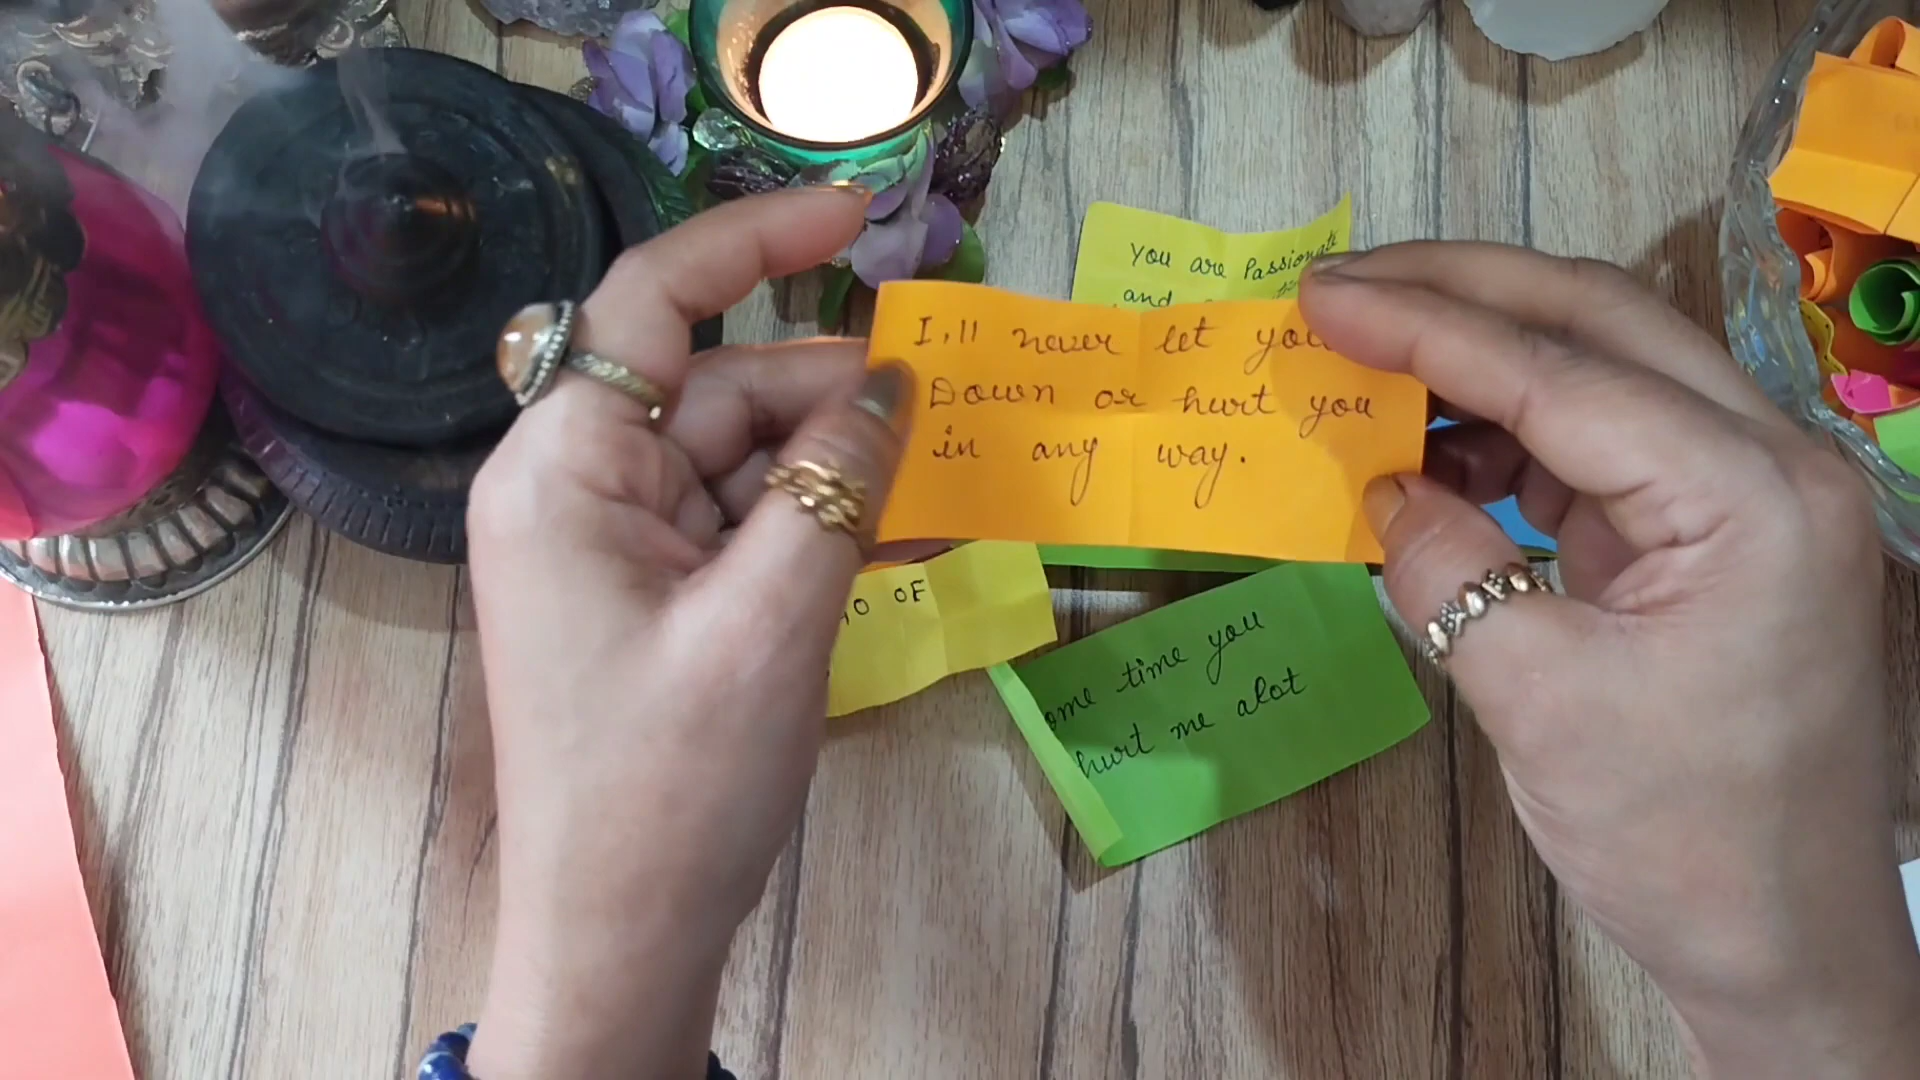 You are Passionate
and
I,ll never let you
Down or hurt you
in any way.
OF
ome time you
hurt me alot